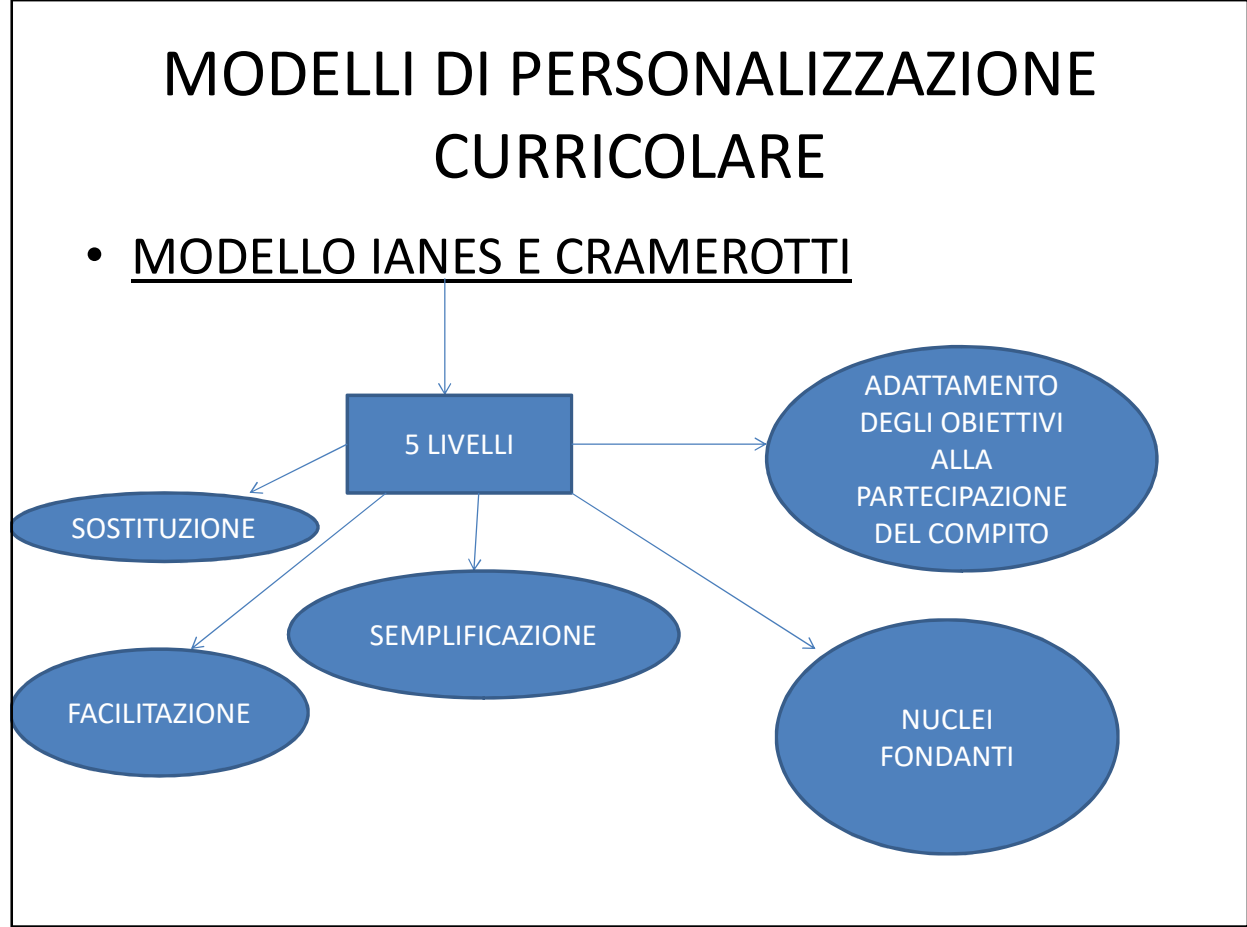 MODELLI DI PERSONALIZZAZIONE
CURRICOLARE
• MODELLO IANES E CRAMEROTTI
5 LIVELLI
ADATTAMENTO
DEGLI OBIETTIVI
ALLA
PARTECIPAZIONE
DEL COMPITO
SOSTITUZIONE
SEMPLIFICAZIONE
FACILITAZIONE
NUCLEI
FONDANTI